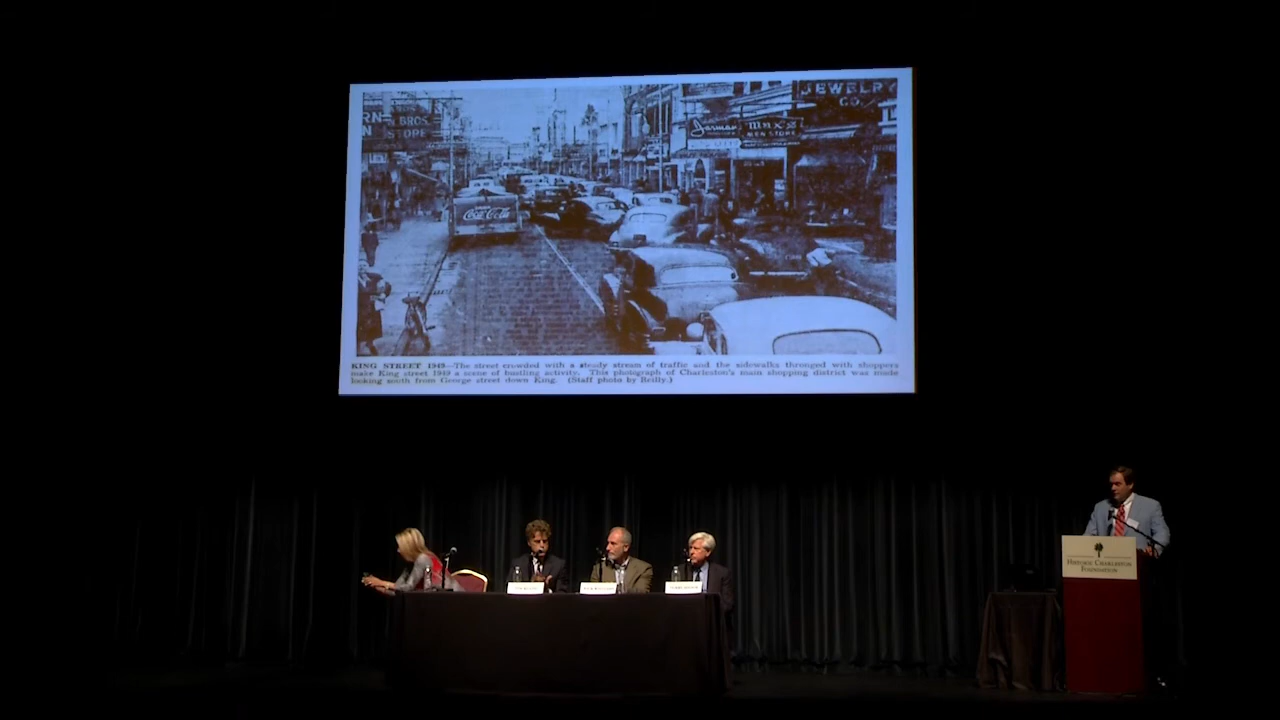 JEWELRY
CO.
Jarman
MAX'S
MEN STORE
BROS.
STORE
Coca-Cola
KING STREET 1949—The street crowded with a steady stream of traffic and the sidewalks thronged with shoppers
make King street 1949 a scene of bustling activity. This photograph of Charleston's main shopping district was made
looking south from George street down King. (Staff photo by Reilly.)
HISTORIC CHARLESTON
FOUNDATION